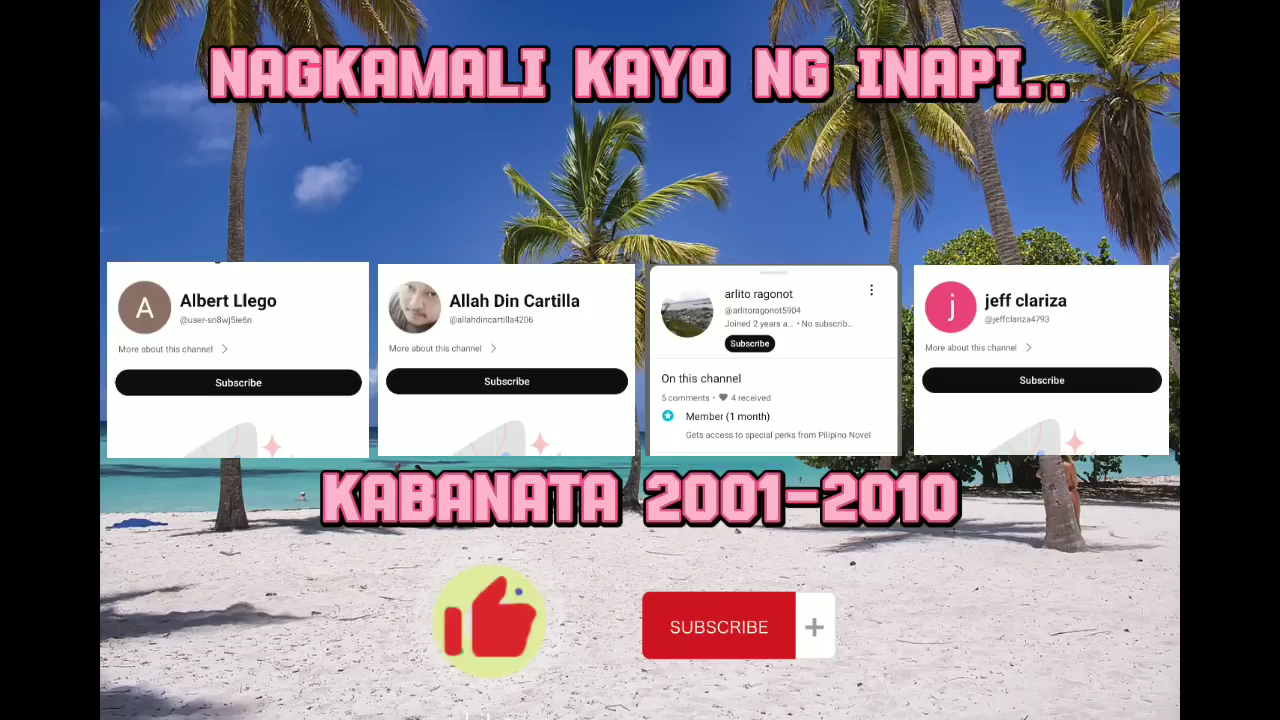 NAGKAMALI KAYO NG INAPI..
A
Albert Llego
@user-sn8wj5ie6n
More about this channel
Subscribe
Allah Din Cartilla
@allahdincartilla4206
More about this channel
Subscribe
arlito ragonot
@arlitoragonot5904
Joined 2 years a... • No subscrib...
Subscribe
On this channel
5 comments • 4 received
Member (1 month)
Gets access to special perks from Pilipino Novel
j
jeff clariza
@jeffclariza4793
More about this channel
Subscribe
KABANATA 2001-2010
SUBSCRIBE +